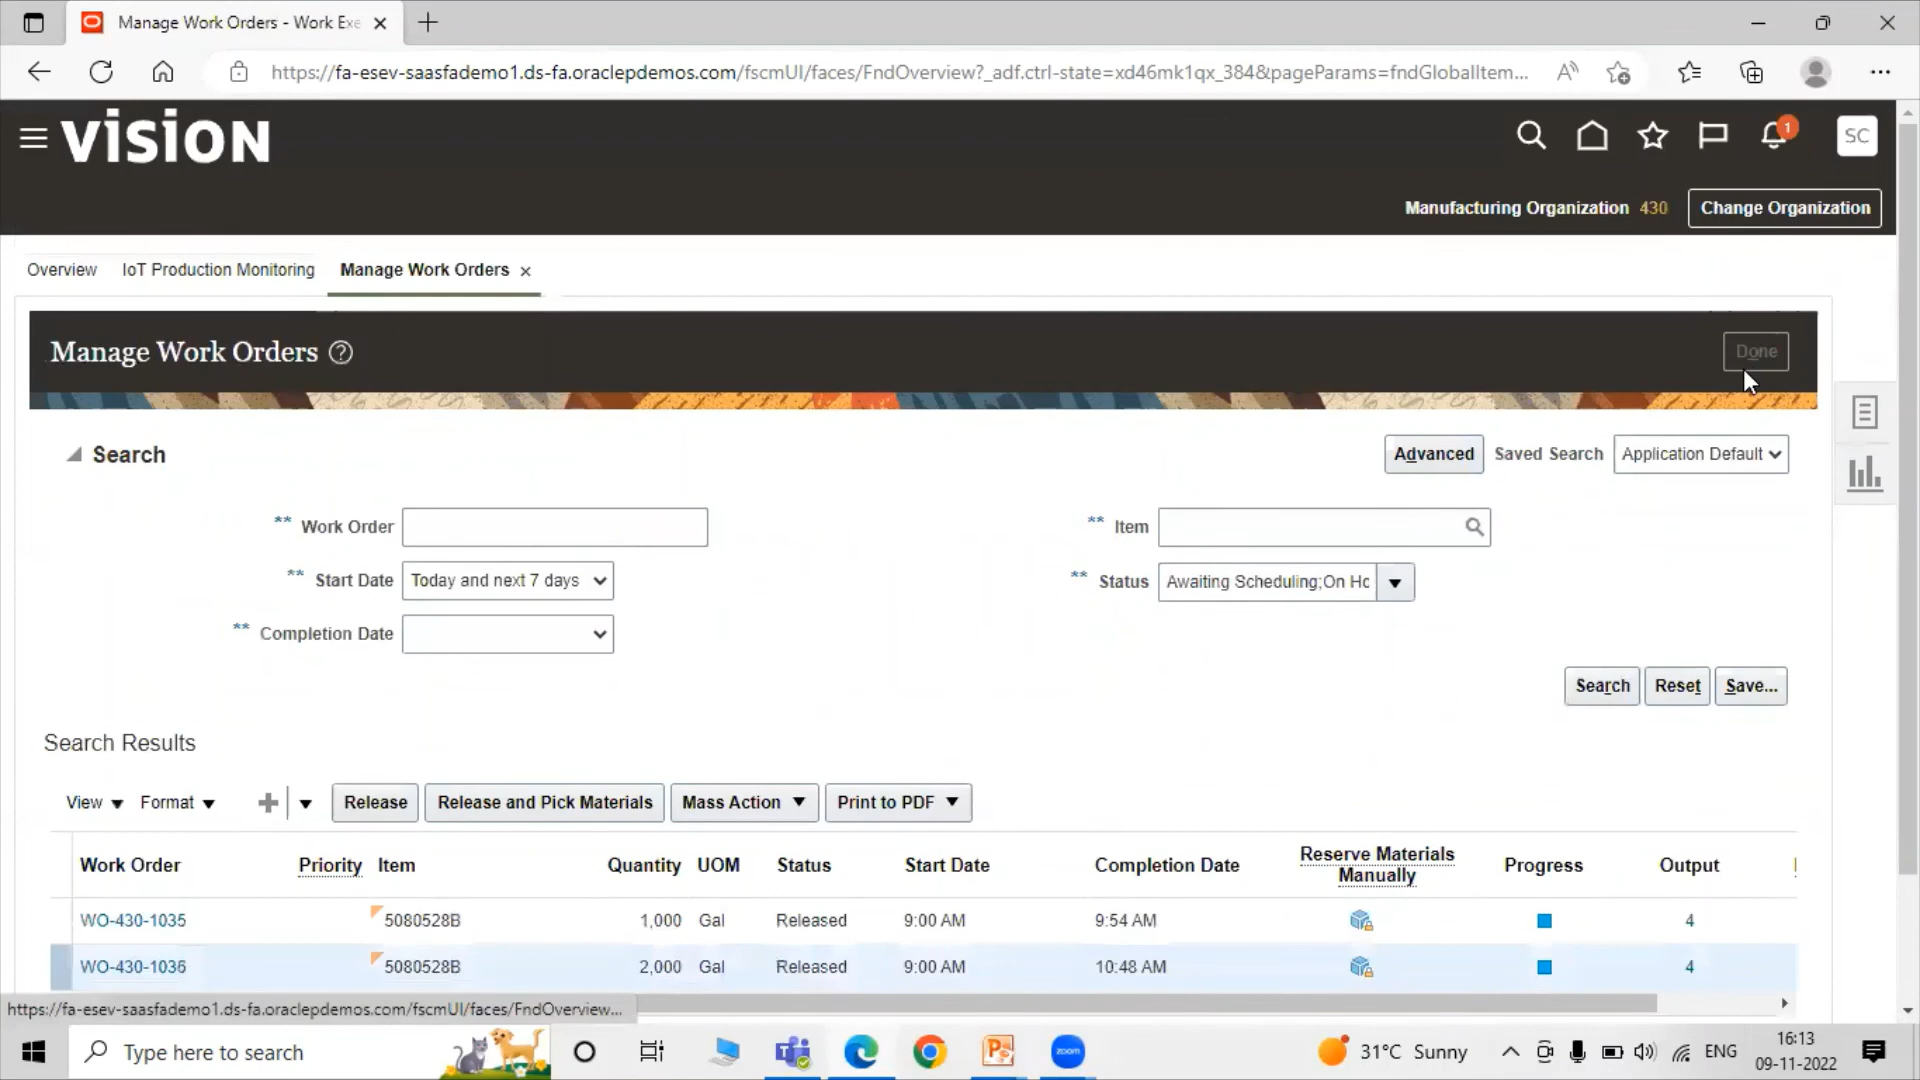 Manage Work Orders - Work Exe
https://fa-esev-saasfademo1.ds-fa.oraclepdemos.com/fscmUI/faces/FndOverview?_adf.ctrl-state=xd46mk1qx_384&pageParams=fndGlobalItem...
VISION
1
SC
Manufacturing Organization 430 Change Organization
Overview IoT Production Monitoring Manage Work Orders
Manage Work Orders Done
Search Advanced Saved Search Application Default
** Work Order ** Item
** Start Date Today and next 7 days ** Status Awaiting Scheduling;On Hc
** Completion Date
Search Reset Save...
Search Results
View Format Release Release and Pick Materials Mass Action Print to PDF
Work Order Priority Item Quantity UOM Status Start Date Completion Date Reserve Materials Manually Progress Output
WO-430-1035 5080528B 1,000 Gal Released 9:00 AM 9:54 AM 4
WO-430-1036 5080528B 2,000 Gal Released 9:00 AM 10:48 AM 4
https://fa-esev-saasfademo1.ds-fa.oraclepdemos.com/fscmUI/faces/FndOverview...
Type here to search zoom 31°C Sunny ENG 16:13
09-11-2022